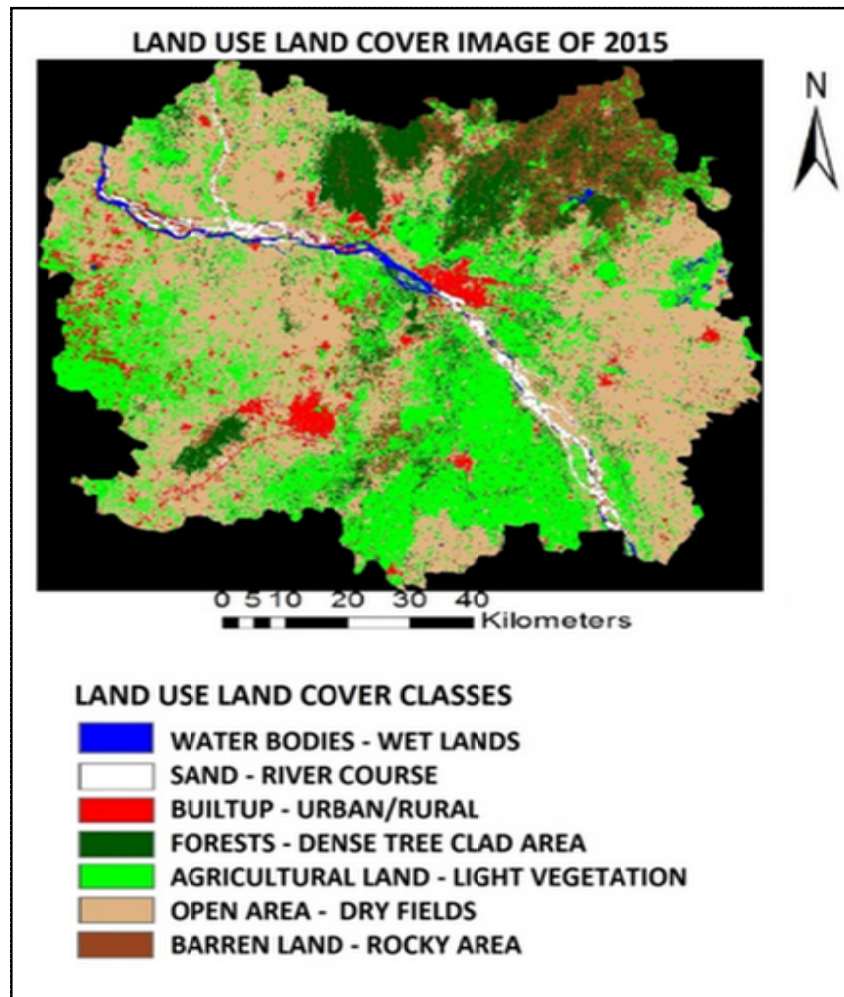 LAND USE LAND COVER IMAGE OF 2015
N
0 5 10 20 30 40
Kilometers
LAND USE LAND COVER CLASSES
WATER BODIES - WET LANDS
SAND - RIVER COURSE
BUILTUP - URBAN/RURAL
FORESTS - DENSE TREE CLAD AREA
AGRICULTURAL LAND - LIGHT VEGETATION
OPEN AREA - DRY FIELDS
BARREN LAND - ROCKY AREA